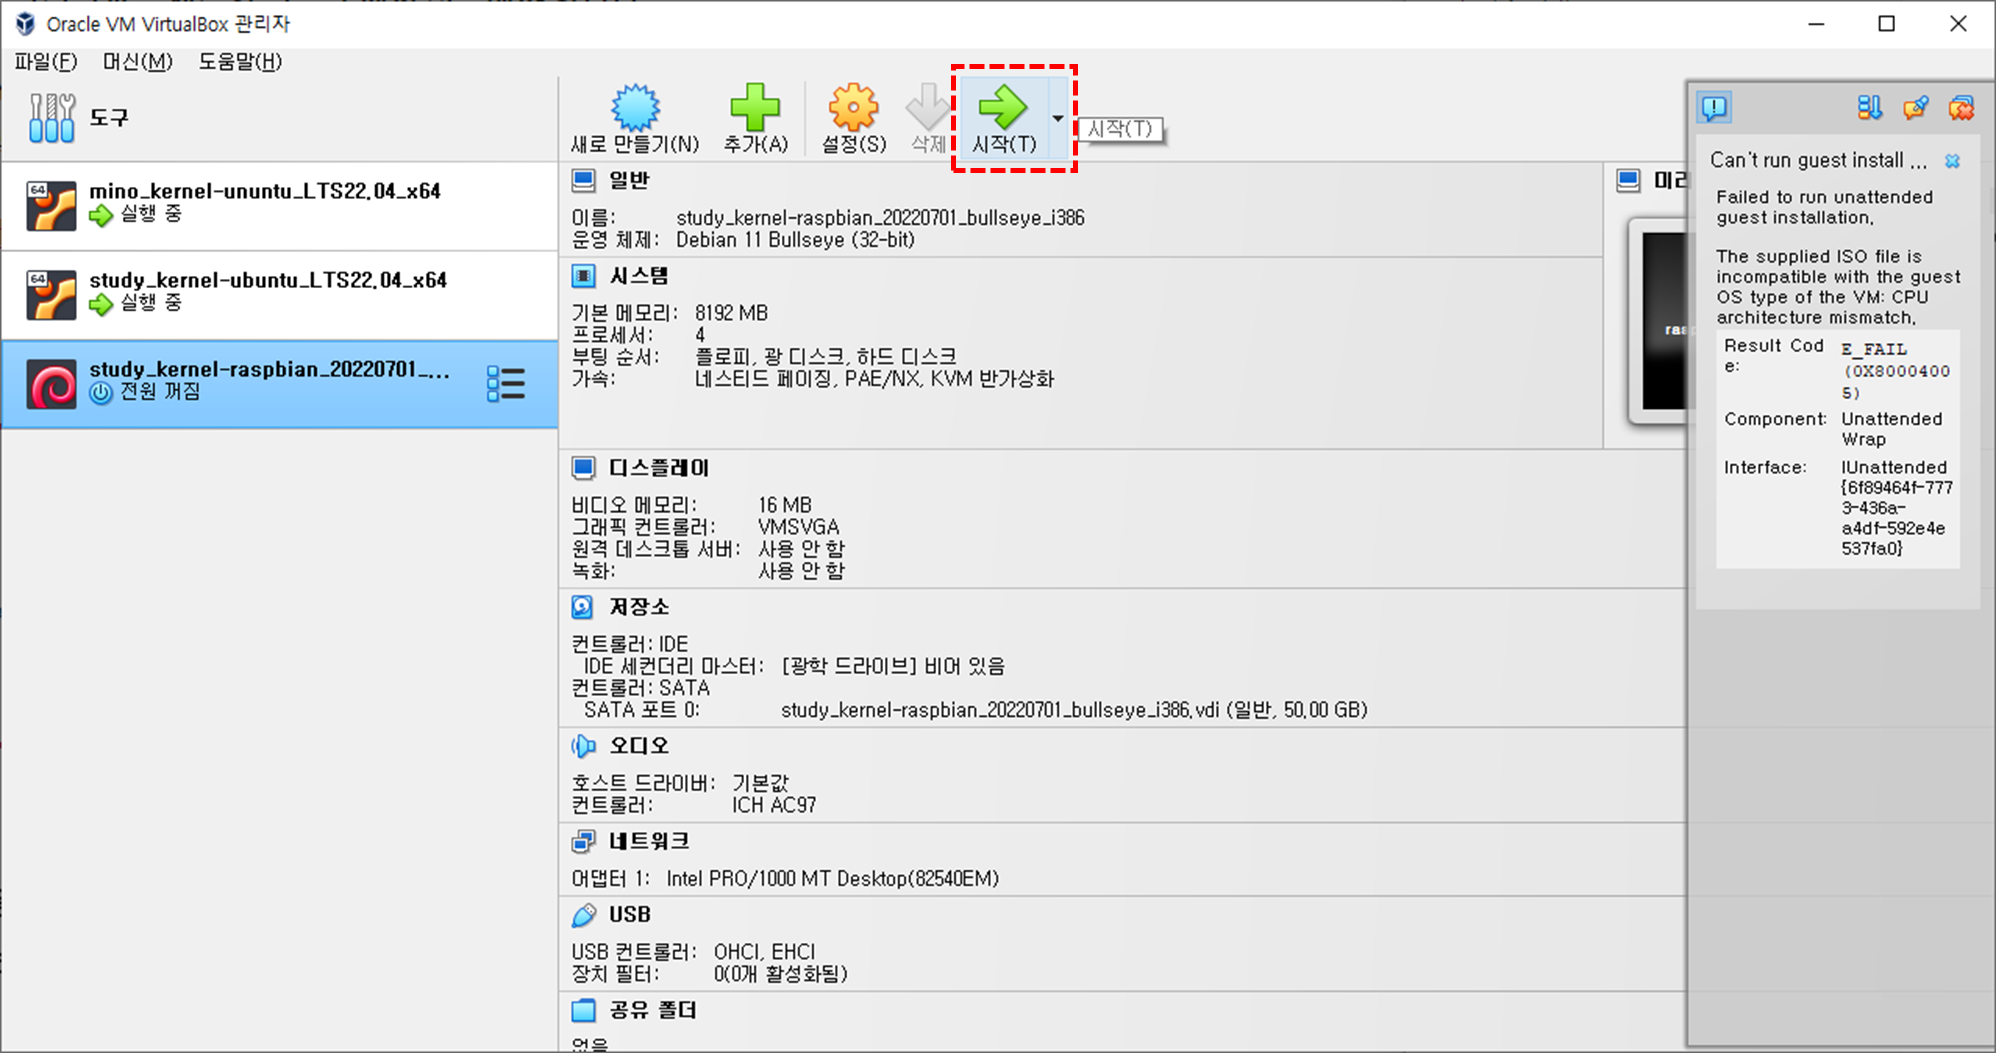 Oracle VM VirtualBox 관리자
파일(F) 머신(M) 도움말(H)
도구
새로 만들기(N) 추가(A) 설정(S) 삭제 시작(T)
시작(T)
mino_kernel-ununtu_LTS22.04_x64
실행 중
study_kernel-ubuntu_LTS22.04_x64
실행 중
study_kernel-raspbian_20220701_...
전원 꺼짐
일반
이름: study_kernel-raspbian_20220701_bullseye_i386
운영 체제: Debian 11 Bullseye (32-bit)
시스템
기본 메모리: 8192 MB
프로세서: 4
부팅 순서: 플로피, 광 디스크, 하드 디스크
가속: 네스티드 페이징, PAE/NX, KVM 반가상화
디스플레이
비디오 메모리: 16 MB
그래픽 컨트롤러: VMSVGA
원격 데스크톱 서버: 사용 안 함
녹화: 사용 안 함
저장소
컨트롤러: IDE
IDE 세컨더리 마스터: [광학 드라이브] 비어 있음
컨트롤러: SATA
SATA 포트 0: study_kernel-raspbian_20220701_bullseye_i386.vdi (일반, 50.00 GB)
오디오
호스트 드라이버: 기본값
컨트롤러: ICH AC97
네트워크
어댑터 1: Intel PRO/1000 MT Desktop(82540EM)
USB
USB 컨트롤러: OHCI, EHCI
장치 필터: 0(0개 활성화됨)
공유 폴더
없음
미리
rasp
Can't run guest install ...
Failed to run unattended
guest installation.
The supplied ISO file is
incompatible with the guest
OS type of the VM: CPU
architecture mismatch.
Result Cod
e:
E_FAIL
(0X8000400
5)
Component: Unattended
Wrap
Interface: IUnattended
{6f89464f-777
3-436a-
a4df-592e4e
537fa0}
64
64